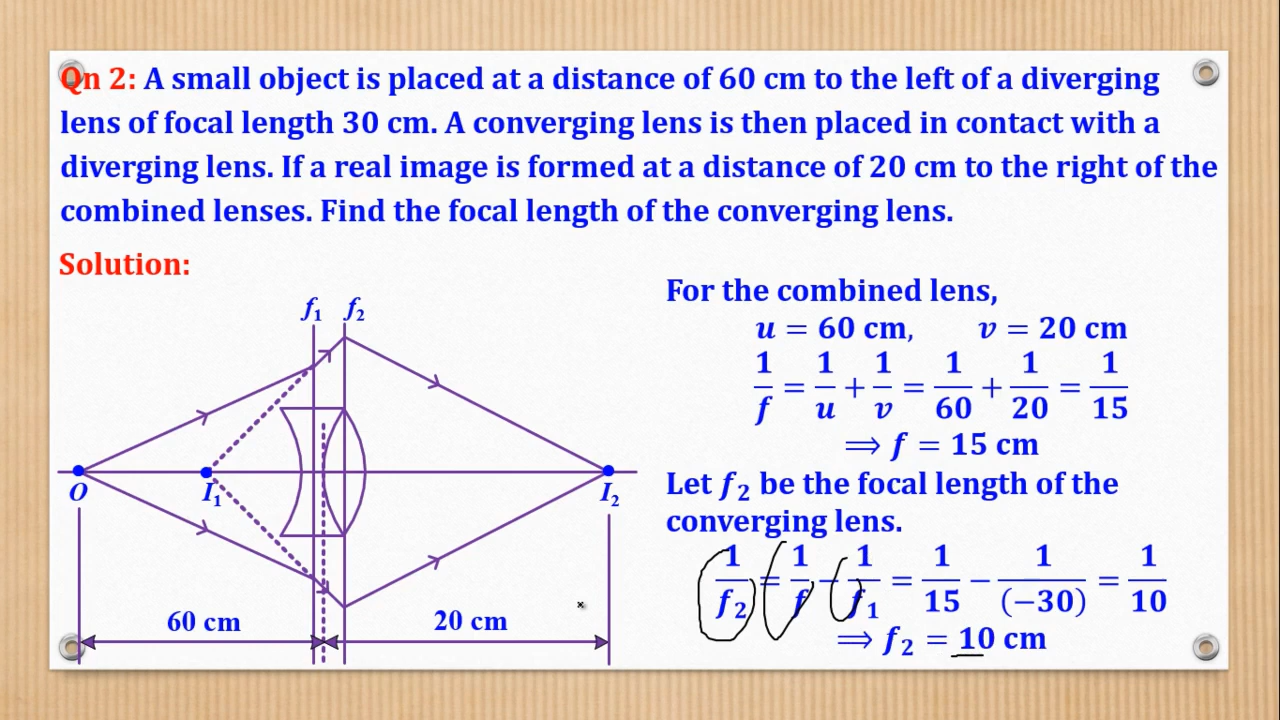 Qn 2: A small object is placed at a distance of 60 cm to the left of a diverging
lens of focal length 30 cm. A converging lens is then placed in contact with a
diverging lens. If a real image is formed at a distance of 20 cm to the right of the
combined lenses. Find the focal length of the converging lens.
Solution:
f₁ f₂
O
I₁
I₂
60 cm
20 cm
For the combined lens,
u = 60 cm, v = 20 cm
1/f = 1/u + 1/v = 1/60 + 1/20 = 1/15
⟹ f = 15 cm
Let f₂ be the focal length of the
converging lens.
1/f₂ = 1/f − 1/f₁ = 1/15 − 1/(−30) = 1/10
⟹ f₂ = 10 cm